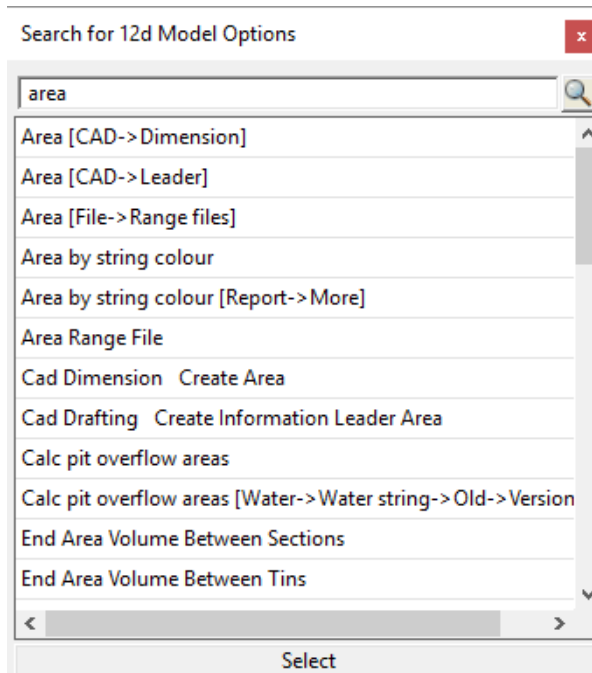 Search for 12d Model Options
x
area
Area [CAD->Dimension]
Area [CAD->Leader]
Area [File->Range files]
Area by string colour
Area by string colour [Report->More]
Area Range File
Cad Dimension   Create Area
Cad Drafting   Create Information Leader Area
Calc pit overflow areas
Calc pit overflow areas [Water->Water string->Old->Version
End Area Volume Between Sections
End Area Volume Between Tins
Select